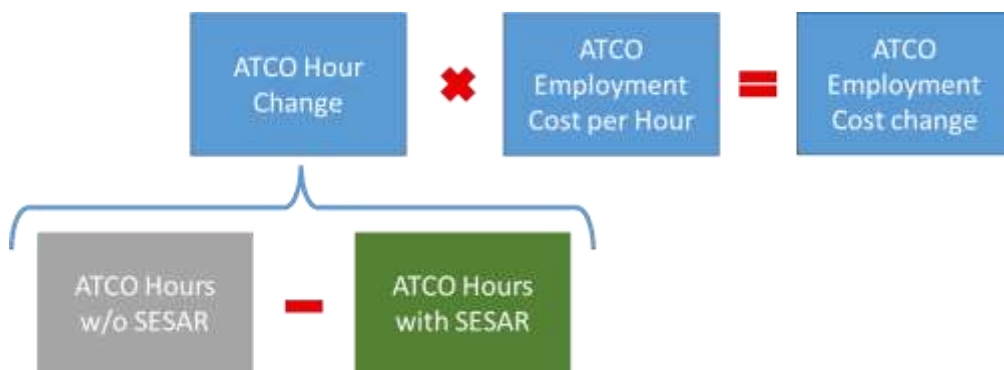 ATCO Hour
Change
ATCO
Employment
Cost per Hour
ATCO
Employment
Cost change
ATCO Hours
w/o SESAR
ATCO Hours
with SESAR